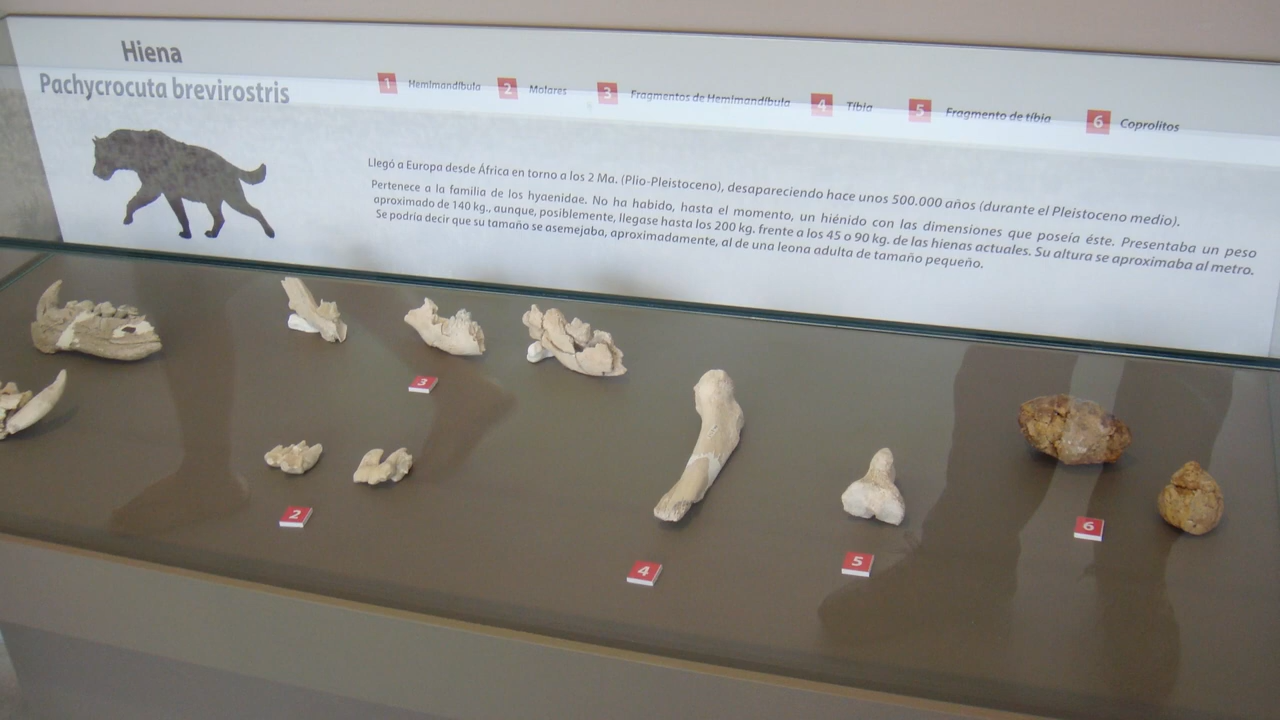 Hiena
Pachycrocuta brevirostris
1 Hemimandíbula 2 Molares 3 Fragmentos de Hemimandíbula 4 Tibia 5 Fragmento de tibia 6 Coprolitos
Llegó a Europa desde África en torno a los 2 Ma. (Plio-Pleistoceno), desapareciendo hace unos 500.000 años (durante el Pleistoceno medio).
Pertenece a la familia de los hyaenidae. No ha habido, hasta el momento, un hiénido con las dimensiones que poseía éste. Presentaba un peso
aproximado de 140 kg., aunque, posiblemente, llegase hasta los 200 kg. frente a los 45 o 90 kg. de las hienas actuales. Su altura se aproximaba al metro.
Se podría decir que su tamaño se asemejaba, aproximadamente, al de una leona adulta de tamaño pequeño.
3
2
4
5
6